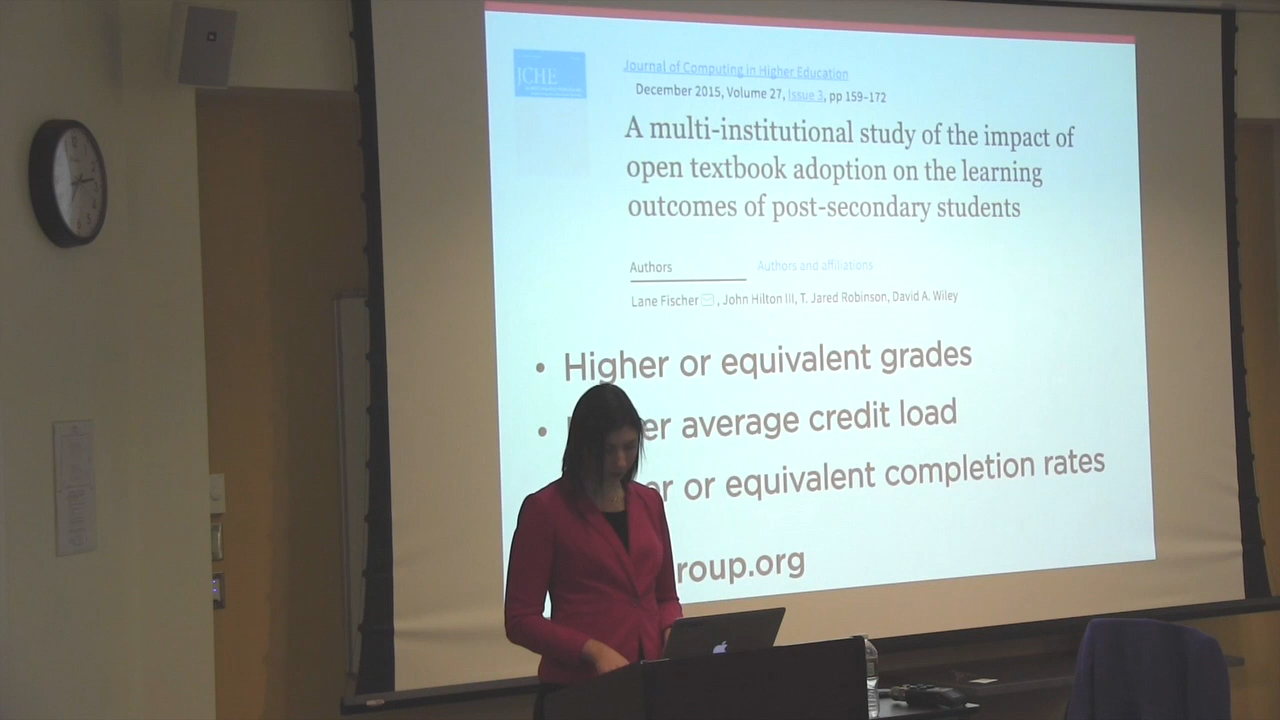 JCHE
Journal of Computing in Higher Education
December 2015, Volume 27, Issue 3, pp 159–172
A multi-institutional study of the impact of
open textbook adoption on the learning
outcomes of post-secondary students
Authors
Authors and affiliations
Lane Fischer, John Hilton III, T. Jared Robinson, David A. Wiley
• Higher or equivalent grades
• er average credit load
er or equivalent completion rates
roup.org